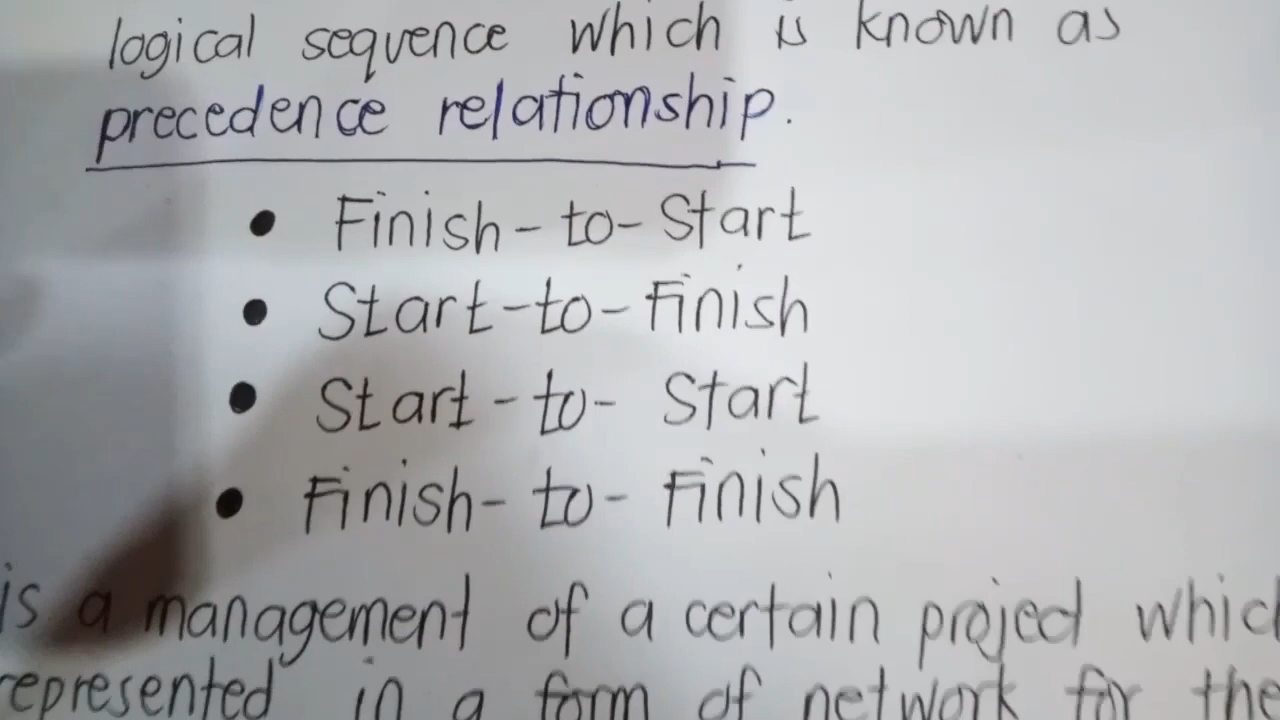 logical sequence which is known as
precedence relationship.
• Finish-to-Start
• Start-to-Finish
• Start-to-Start
• Finish-to-Finish
is a management of a certain project
represented in a form of network for the